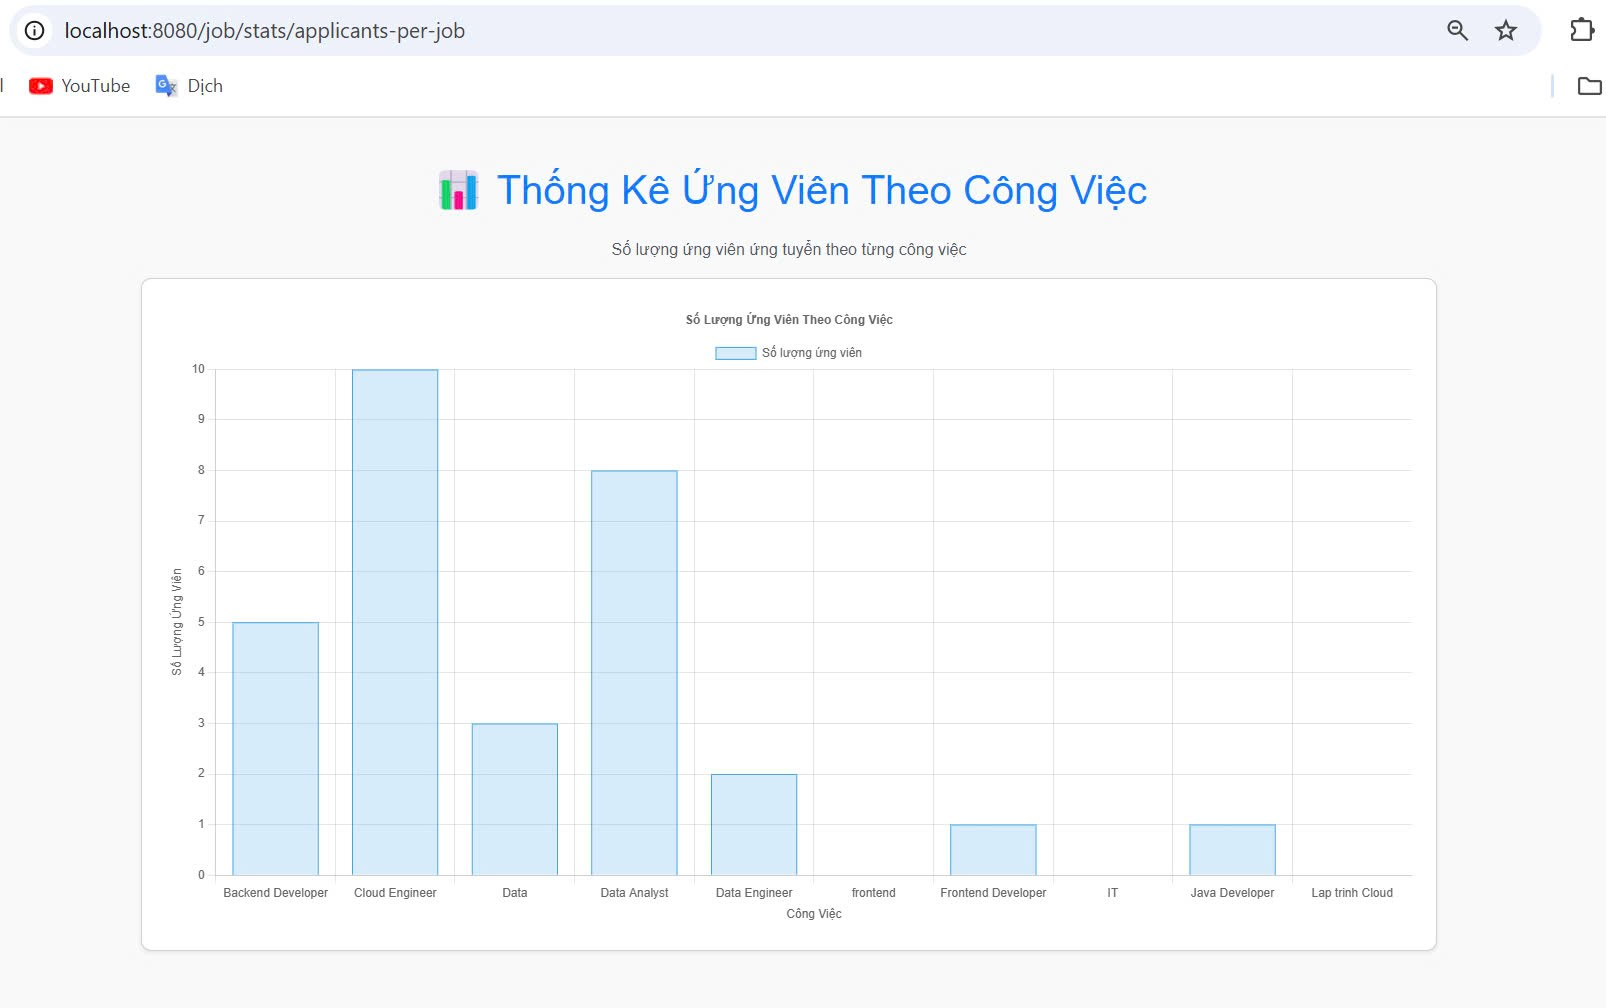 localhost:8080/job/stats/applicants-per-job
YouTube Dịch
Thống Kê Ứng Viên Theo Công Việc
Số lượng ứng viên ứng tuyển theo từng công việc
Số Lượng Ứng Viên Theo Công Việc
Số lượng ứng viên
10
9
8
7
6
5
4
3
2
1
0
Số Lượng Ứng Viên
Backend Developer Cloud Engineer Data Data Analyst Data Engineer frontend Frontend Developer IT Java Developer Lap trinh Cloud
Công Việc